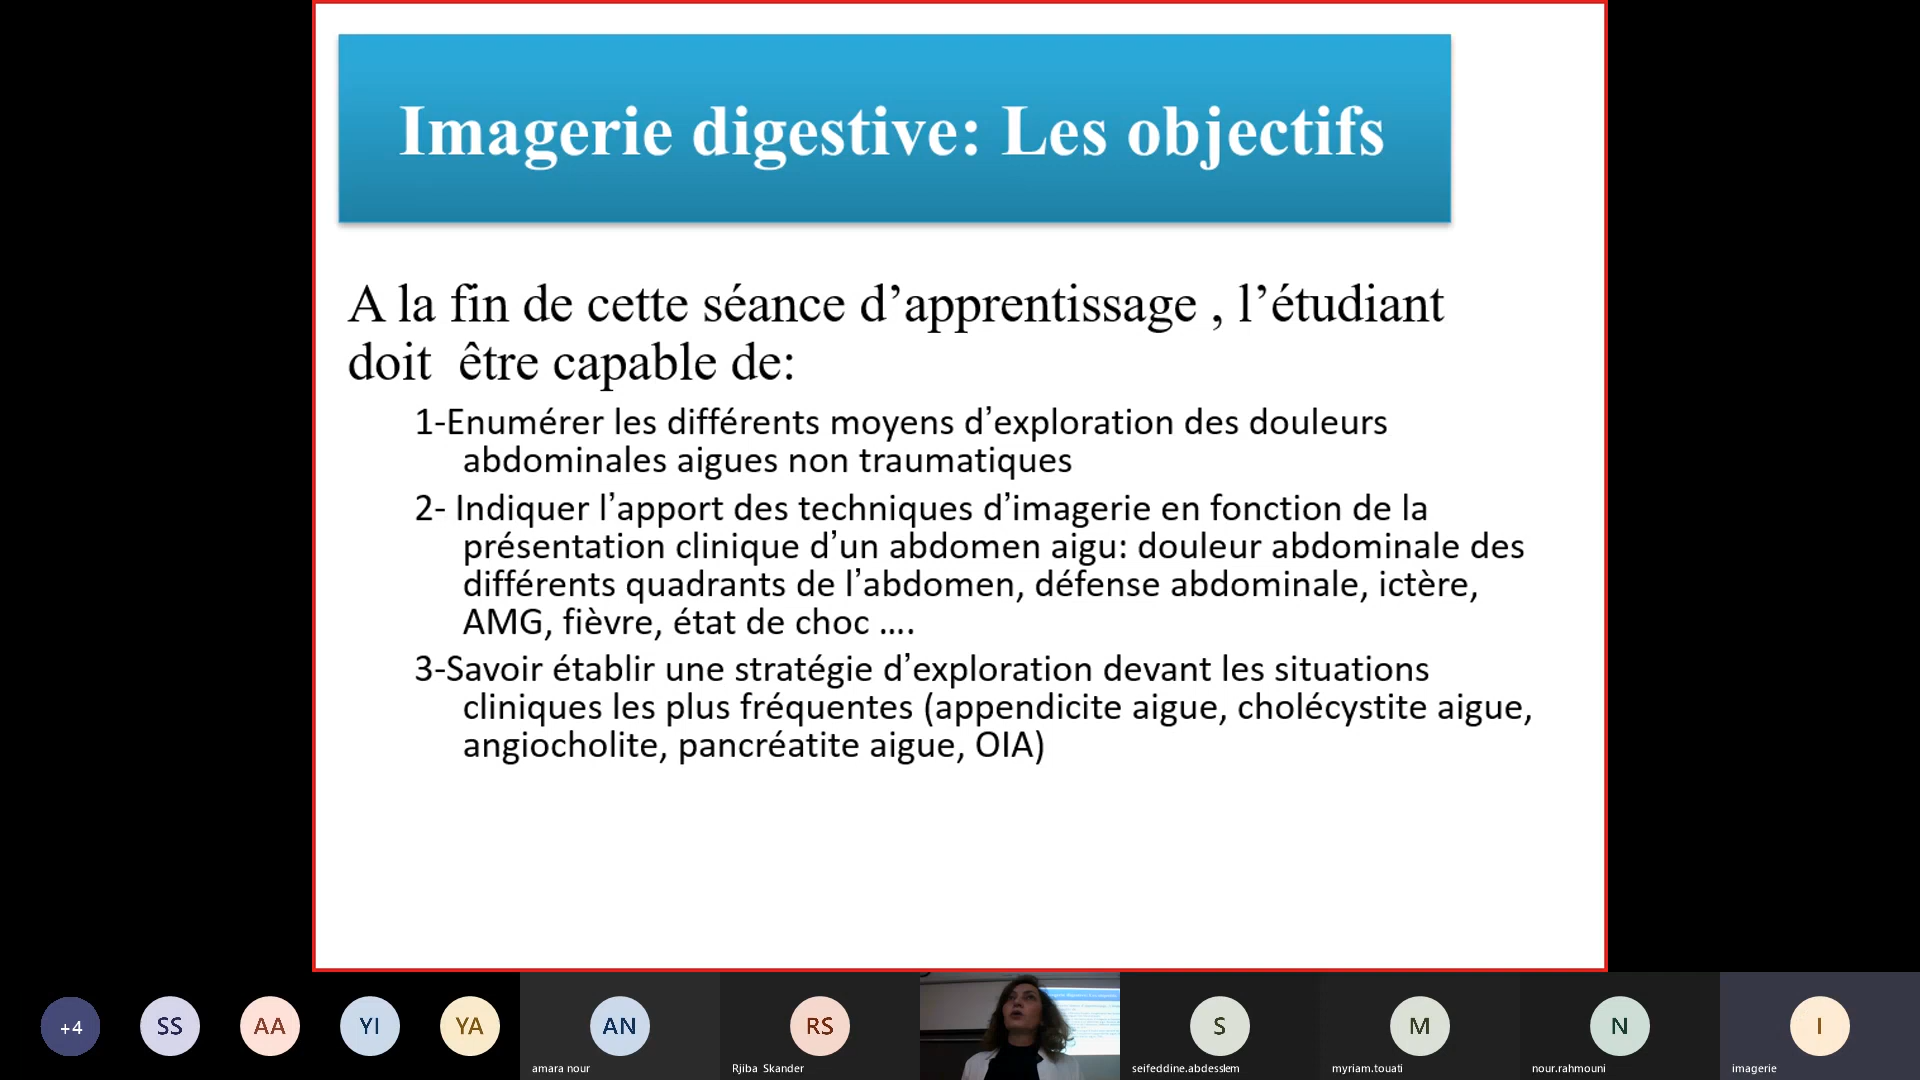 Imagerie digestive: Les objectifs
A la fin de cette séance d’apprentissage , l’étudiant
doit être capable de:
1-Enumérer les différents moyens d’exploration des douleurs
abdominales aigues non traumatiques
2- Indiquer l’apport des techniques d’imagerie en fonction de la
présentation clinique d’un abdomen aigu: douleur abdominale des
différents quadrants de l’abdomen, défense abdominale, ictère,
AMG, fièvre, état de choc ....
3-Savoir établir une stratégie d’exploration devant les situations
cliniques les plus fréquentes (appendicite aigue, cholécystite aigue,
angiocholite, pancréatite aigue, OIA)
+4 SS AA YI YA AN RS S M N I
amara nour Rjiba Skander seifeddine.abdesslem myriam.touati nour.rahmouni imagerie